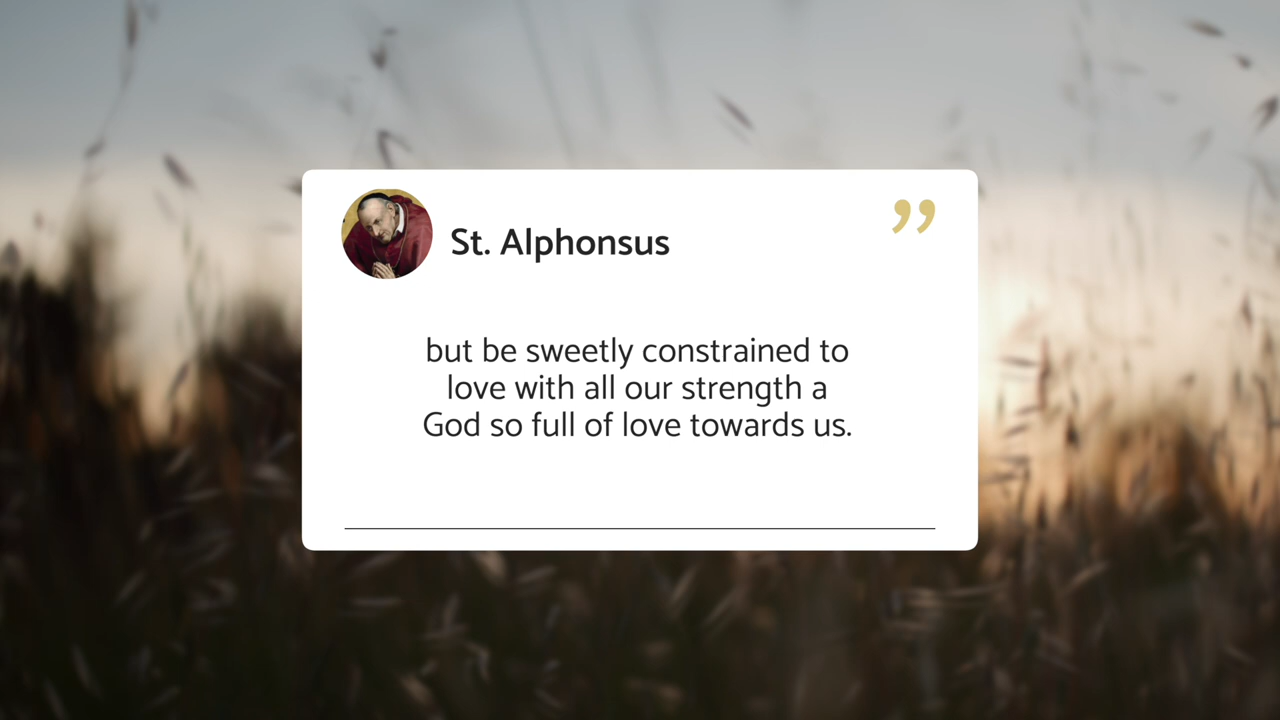 St. Alphonsus
”
but be sweetly constrained to
love with all our strength a
God so full of love towards us.